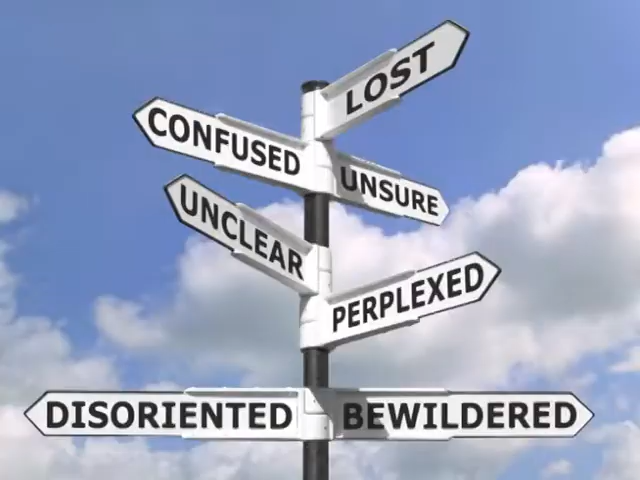 LOST
CONFUSED
UNSURE
UNCLEAR
PERPLEXED
DISORIENTED
BEWILDERED